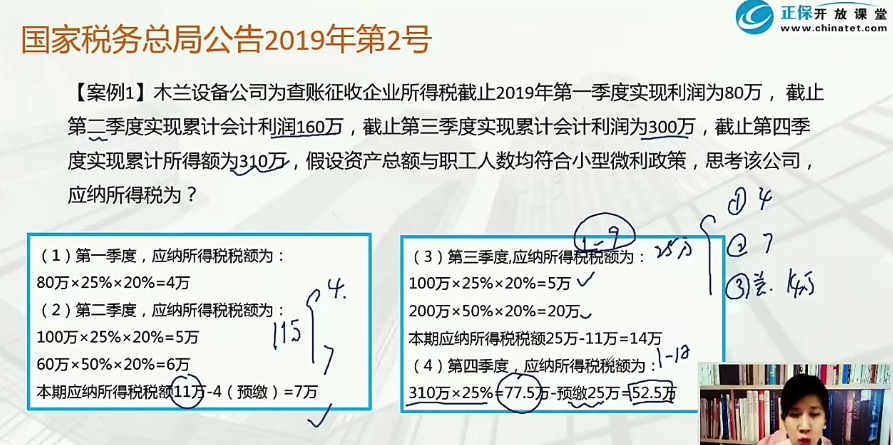 正保开放课堂
www.chinatet.com
国家税务总局公告2019年第2号
【案例1】木兰设备公司为查账征收企业所得税截止2019年第一季度实现利润为80万， 截止
第二季度实现累计会计利润160万，截止第三季度实现累计会计利润为300万，截止第四季
度实现累计所得额为310万，假设资产总额与职工人数均符合小型微利政策，思考该公司，
应纳所得税为？
（1）第一季度，应纳所得税税额为：
80万×25%×20%=4万
（2）第二季度，应纳所得税税额为：
100万×25%×20%=5万
60万×50%×20%=6万
本期应纳所得税税额11万-4（预缴）=7万
4.
7
（3）第三季度,应纳所得税税额为：
100万×25%×20%=5万
200万×50%×20%=20万
本期应纳所得税税额25万-11万=14万
（4）第四季度，应纳所得税税额为：
310万×25%=77.5万-预缴25万=52.5万
1-9
25万
① 4
② 7
③ 14万